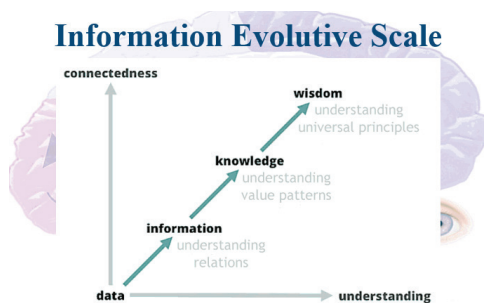 Information Evolutive Scale
connectedness
wisdom
understanding
universal principles
knowledge
understanding
value patterns
information
understanding
relations
data
understanding